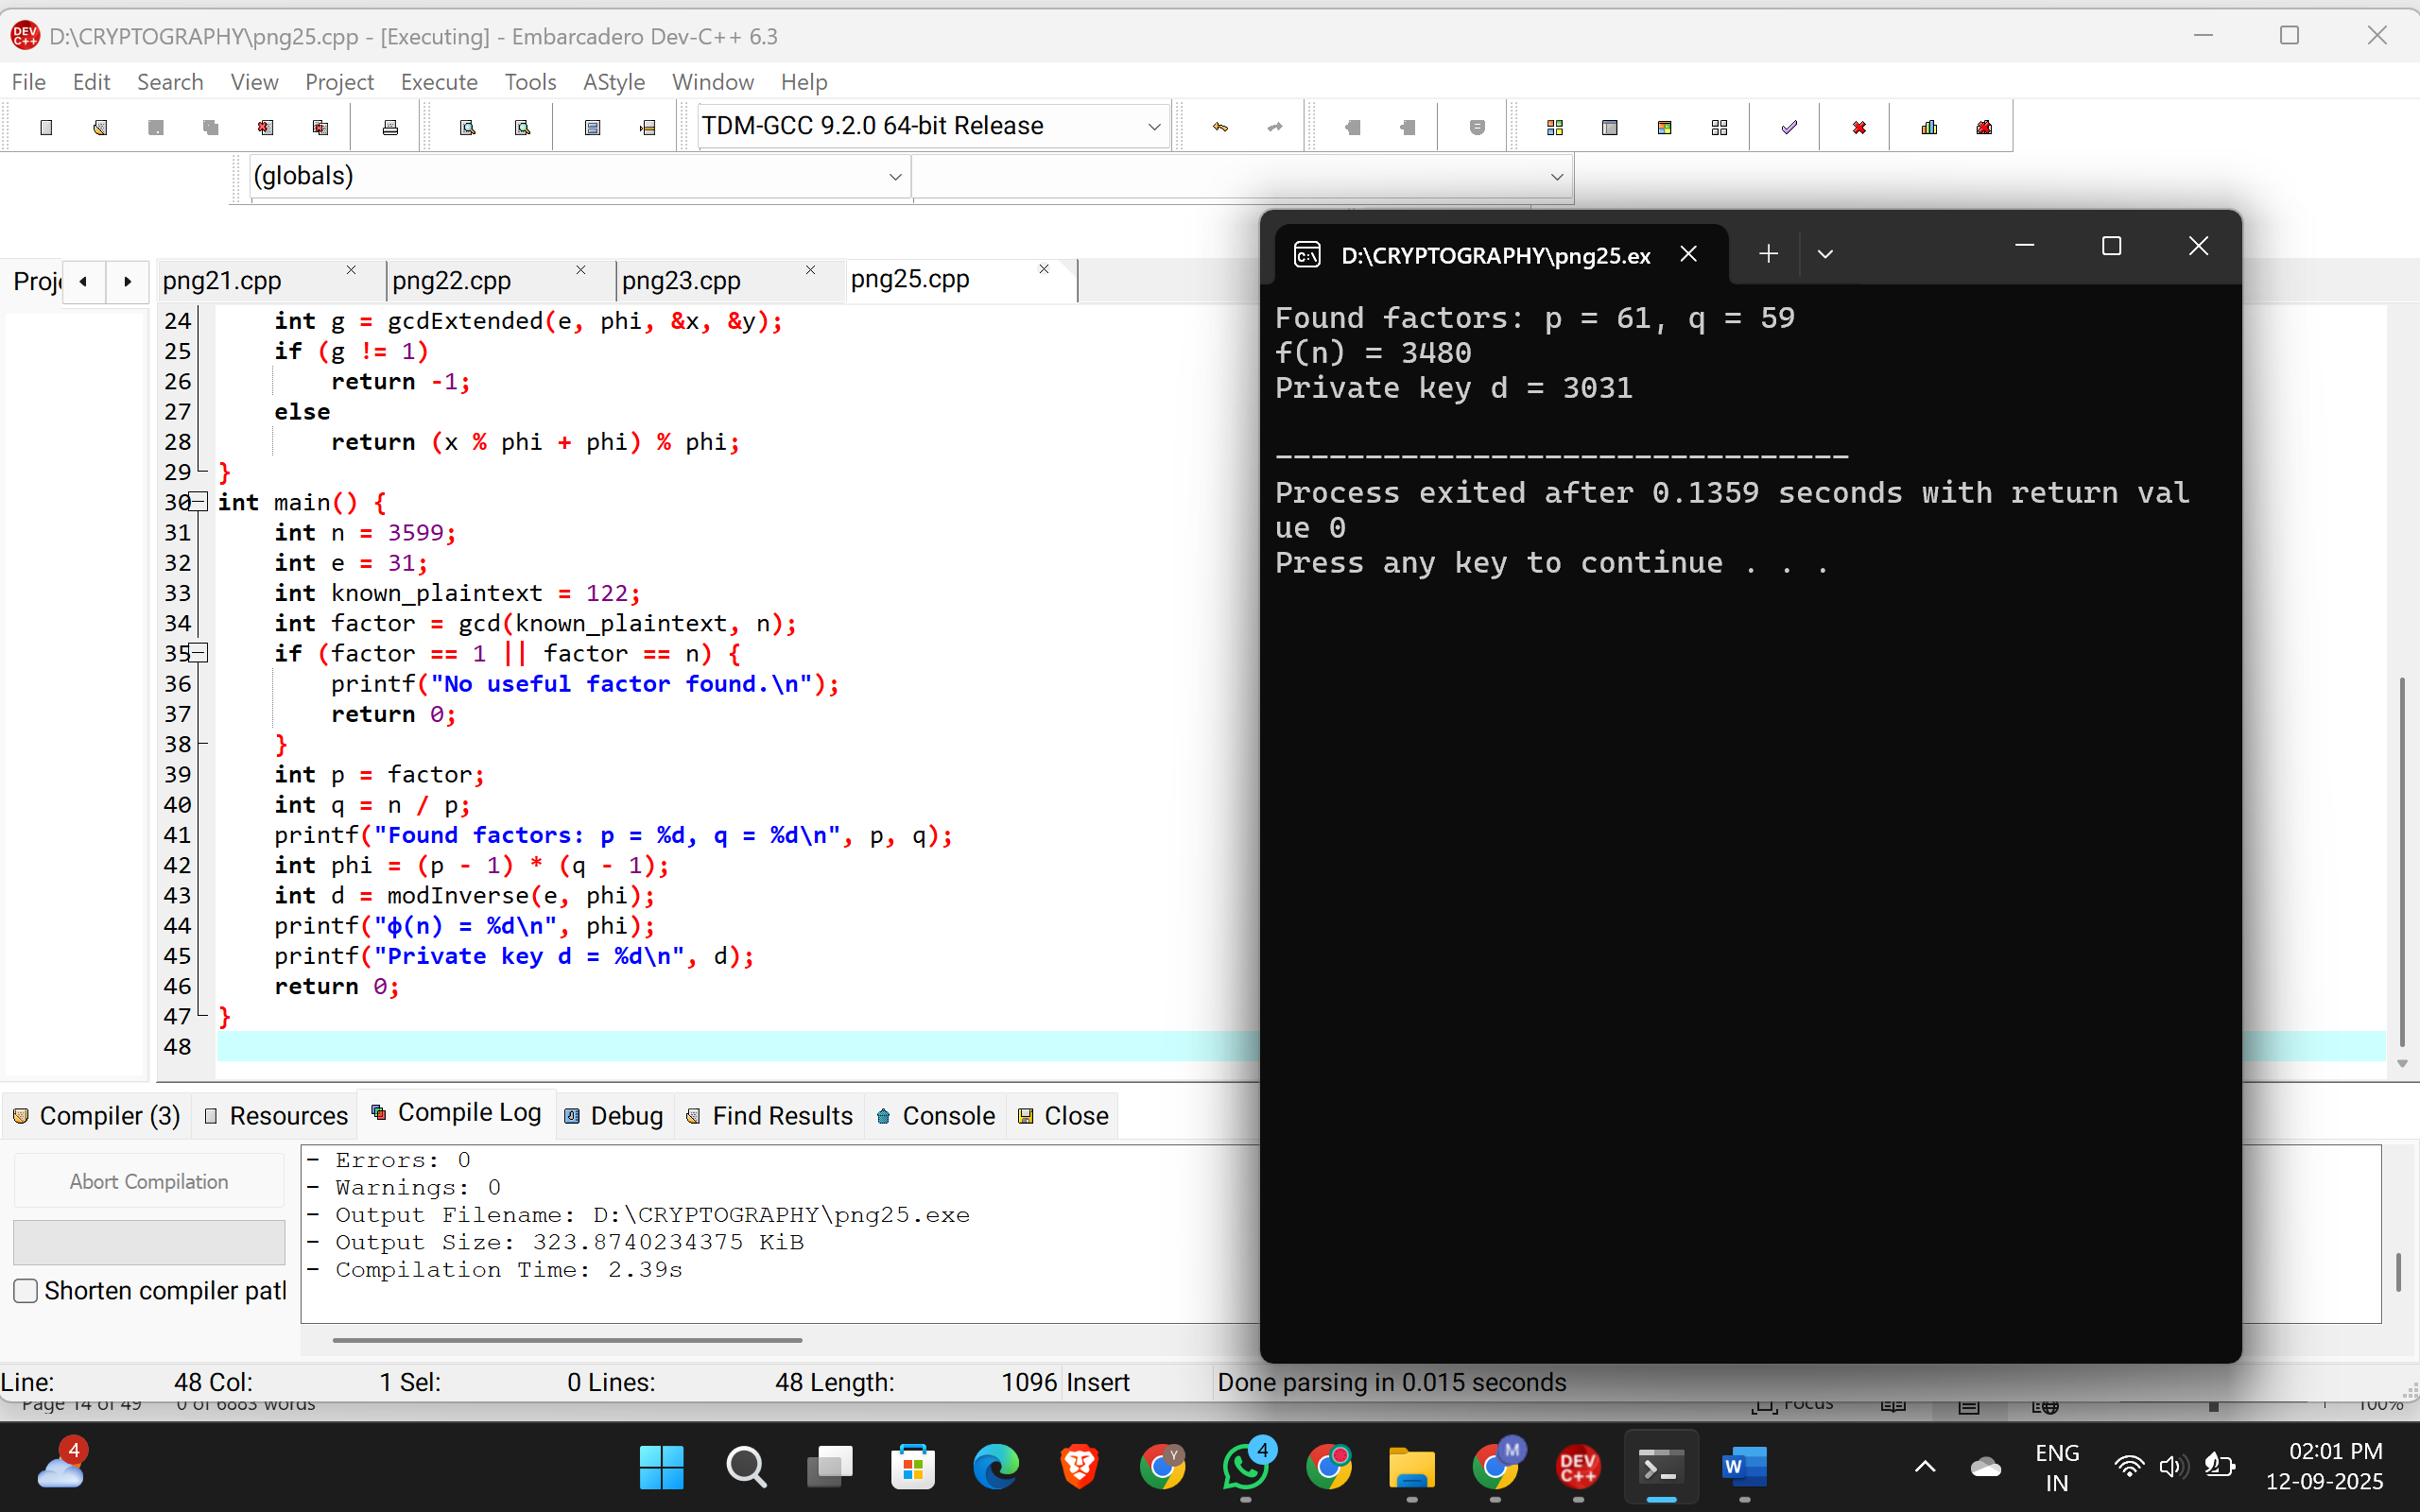 D:\CRYPTOGRAPHY\png25.cpp - [Executing] - Embarcadero Dev-C++ 6.3
File Edit Search View Project Execute Tools AStyle Window Help
TDM-GCC 9.2.0 64-bit Release
(globals)
Proje
png21.cpp png22.cpp png23.cpp png25.cpp
24 int g = gcdExtended(e, phi, &x, &y);
25 if (g != 1)
26 return -1;
27 else
28 return (x % phi + phi) % phi;
29 }
30 int main() {
31 int n = 3599;
32 int e = 31;
33 int known_plaintext = 122;
34 int factor = gcd(known_plaintext, n);
35 if (factor == 1 || factor == n) {
36 printf("No useful factor found.\n");
37 return 0;
38 }
39 int p = factor;
40 int q = n / p;
41 printf("Found factors: p = %d, q = %d\n", p, q);
42 int phi = (p - 1) * (q - 1);
43 int d = modInverse(e, phi);
44 printf("ϕ(n) = %d\n", phi);
45 printf("Private key d = %d\n", d);
46 return 0;
47 }
48
D:\CRYPTOGRAPHY\png25.ex
Found factors: p = 61, q = 59
f(n) = 3480
Private key d = 3031
--------------------------------
Process exited after 0.1359 seconds with return val
ue 0
Press any key to continue . . .
Compiler (3) Resources Compile Log Debug Find Results Console Close
Abort Compilation
Shorten compiler patl
- Errors: 0
- Warnings: 0
- Output Filename: D:\CRYPTOGRAPHY\png25.exe
- Output Size: 323.8740234375 KiB
- Compilation Time: 2.39s
Line: 48 Col: 1 Sel: 0 Lines: 48 Length: 1096 Insert Done parsing in 0.015 seconds
Page 14 of 49 0 of 6883 words Focus 100%
4
Y
4
M
DEV C++
W
ENG
IN
02:01 PM
12-09-2025